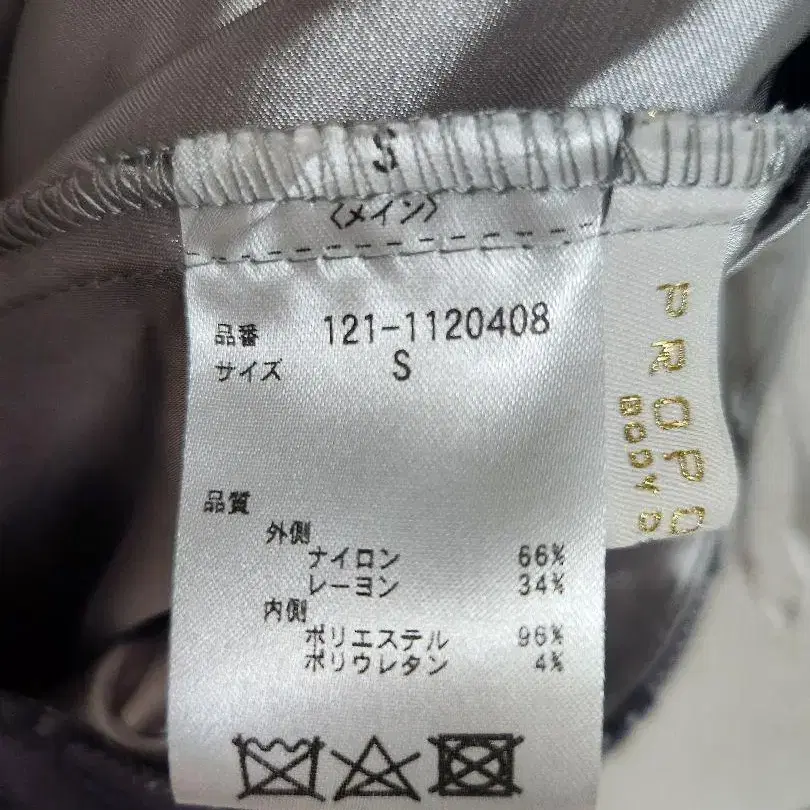 S
〈メイン〉
品番 121-1120408
サイズ S
品質
外側
ナイロン 66%
レーヨン 34%
内側
ポリエステル 96%
ポリウレタン 4%
PROPO
BODY D